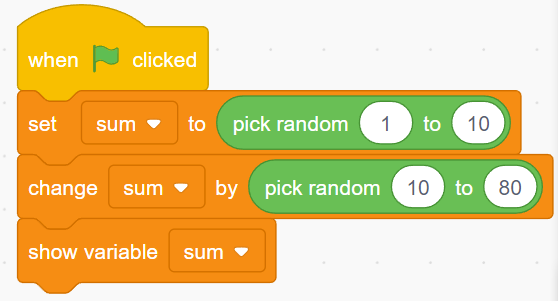 when clicked
set sum to pick random 1 to 10
change sum by pick random 10 to 80
show variable sum